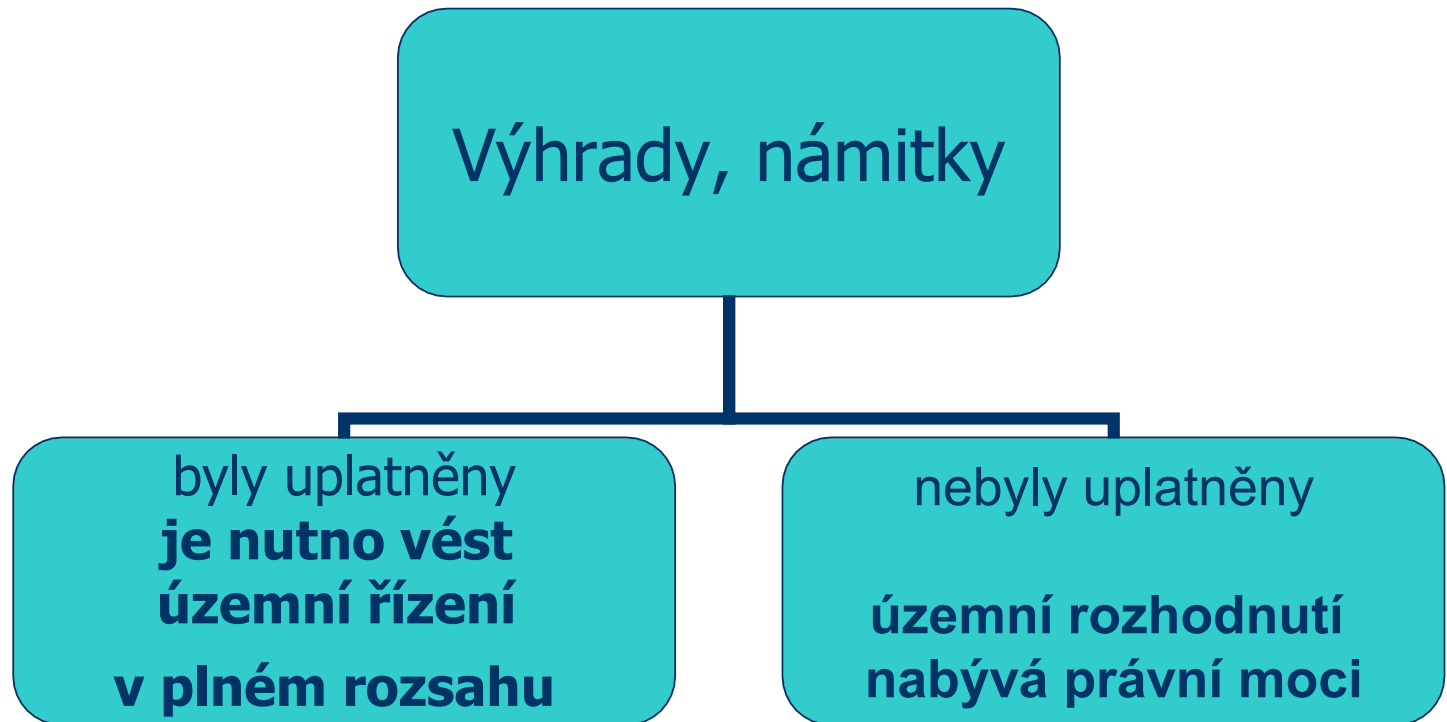 Výhrady, námitky
byly uplatněny
je nutno vést
územní řízení
v plném rozsahu
nebyly uplatněny
územní rozhodnutí
nabývá právní moci